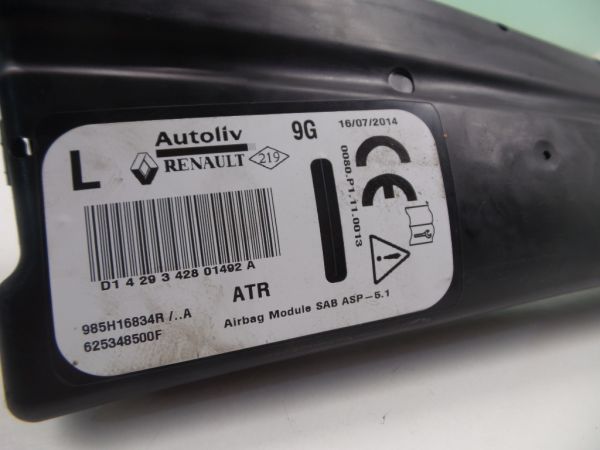 Autoliv 9G 16/07/2014
L RENAULT 219
0080.P1.11.0013
CE
D1 4 29 3 428 01492 A
ATR
985H16834R /..A
625348500F
Airbag Module SAB ASP-5.1